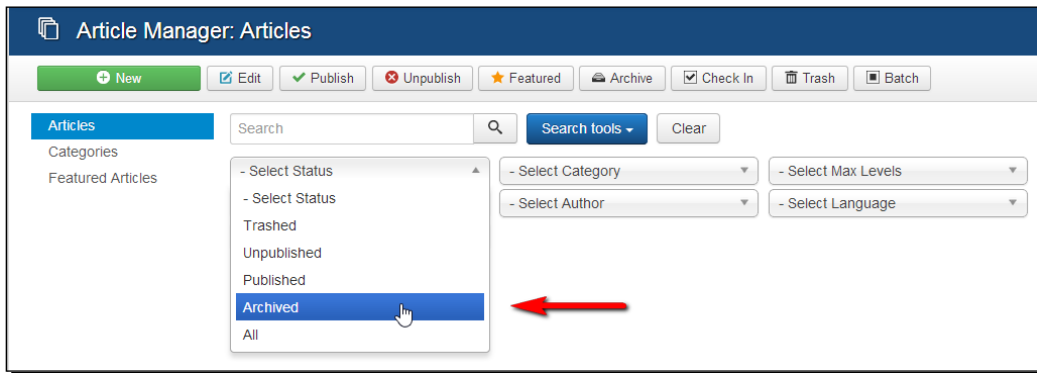 Article Manager: Articles
New Edit Publish Unpublish Featured Archive Check In Trash Batch
Articles
Categories
Featured Articles
Search Search tools Clear
- Select Status - Select Category - Select Max Levels
- Select Author - Select Language
- Select Status
Trashed
Unpublished
Published
Archived
All